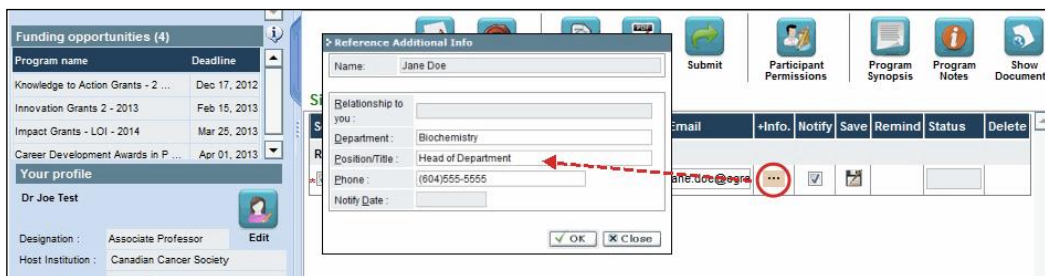 Funding opportunities (4)
Program name Deadline
Knowledge to Action Grants - 2 ... Dec 17, 2012
Innovation Grants 2 - 2013 Feb 15, 2013
Impact Grants - LOI - 2014 Mar 25, 2013
Career Development Awards in P ... Apr 01, 2013
Your profile
Dr Joe Test
Edit
Designation : Associate Professor
Host Institution : Canadian Cancer Society
Reference Additional Info
Name: Jane Doe
Relationship to
you :
Department : Biochemistry
Position/Title : Head of Department
Phone : (604)555-5555
Notify Date :
OK Close
Submit
Participant
Permissions
Program
Synopsis
Program
Notes
Show
Document
Email +Info. Notify Save Remind Status Delete